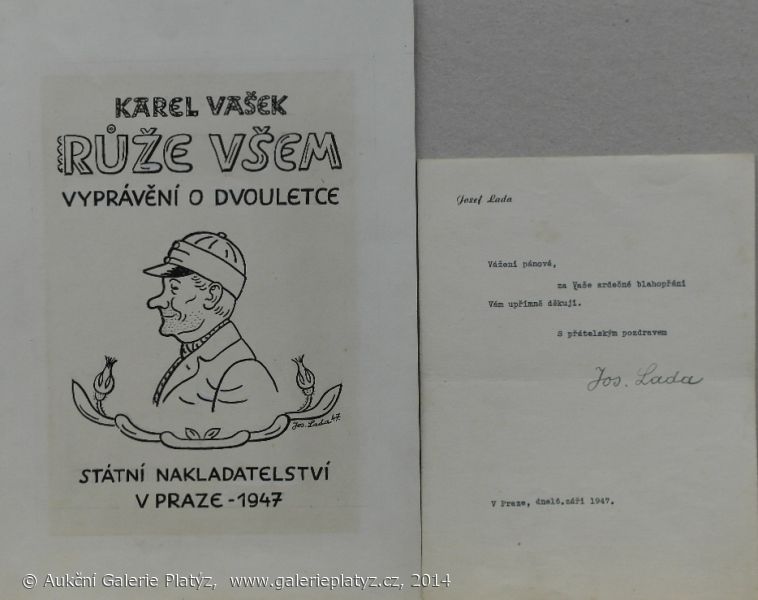 KAREL VAŠEK
RŮŽE VŠEM
VYPRÁVĚNÍ O DVOULETCE
Jos. Lada 47
STÁTNÍ NAKLADATELSTVÍ
V PRAZE - 1947
Josef Lada
Vážení pánové,
za Vaše srdečné blahopřání
Vám upřímně děkuji.
S přátelským pozdravem
Jos. Lada
V Praze, dne16.září 1947.
© Aukční Galerie Platýz, www.galerieplatyz.cz, 2014